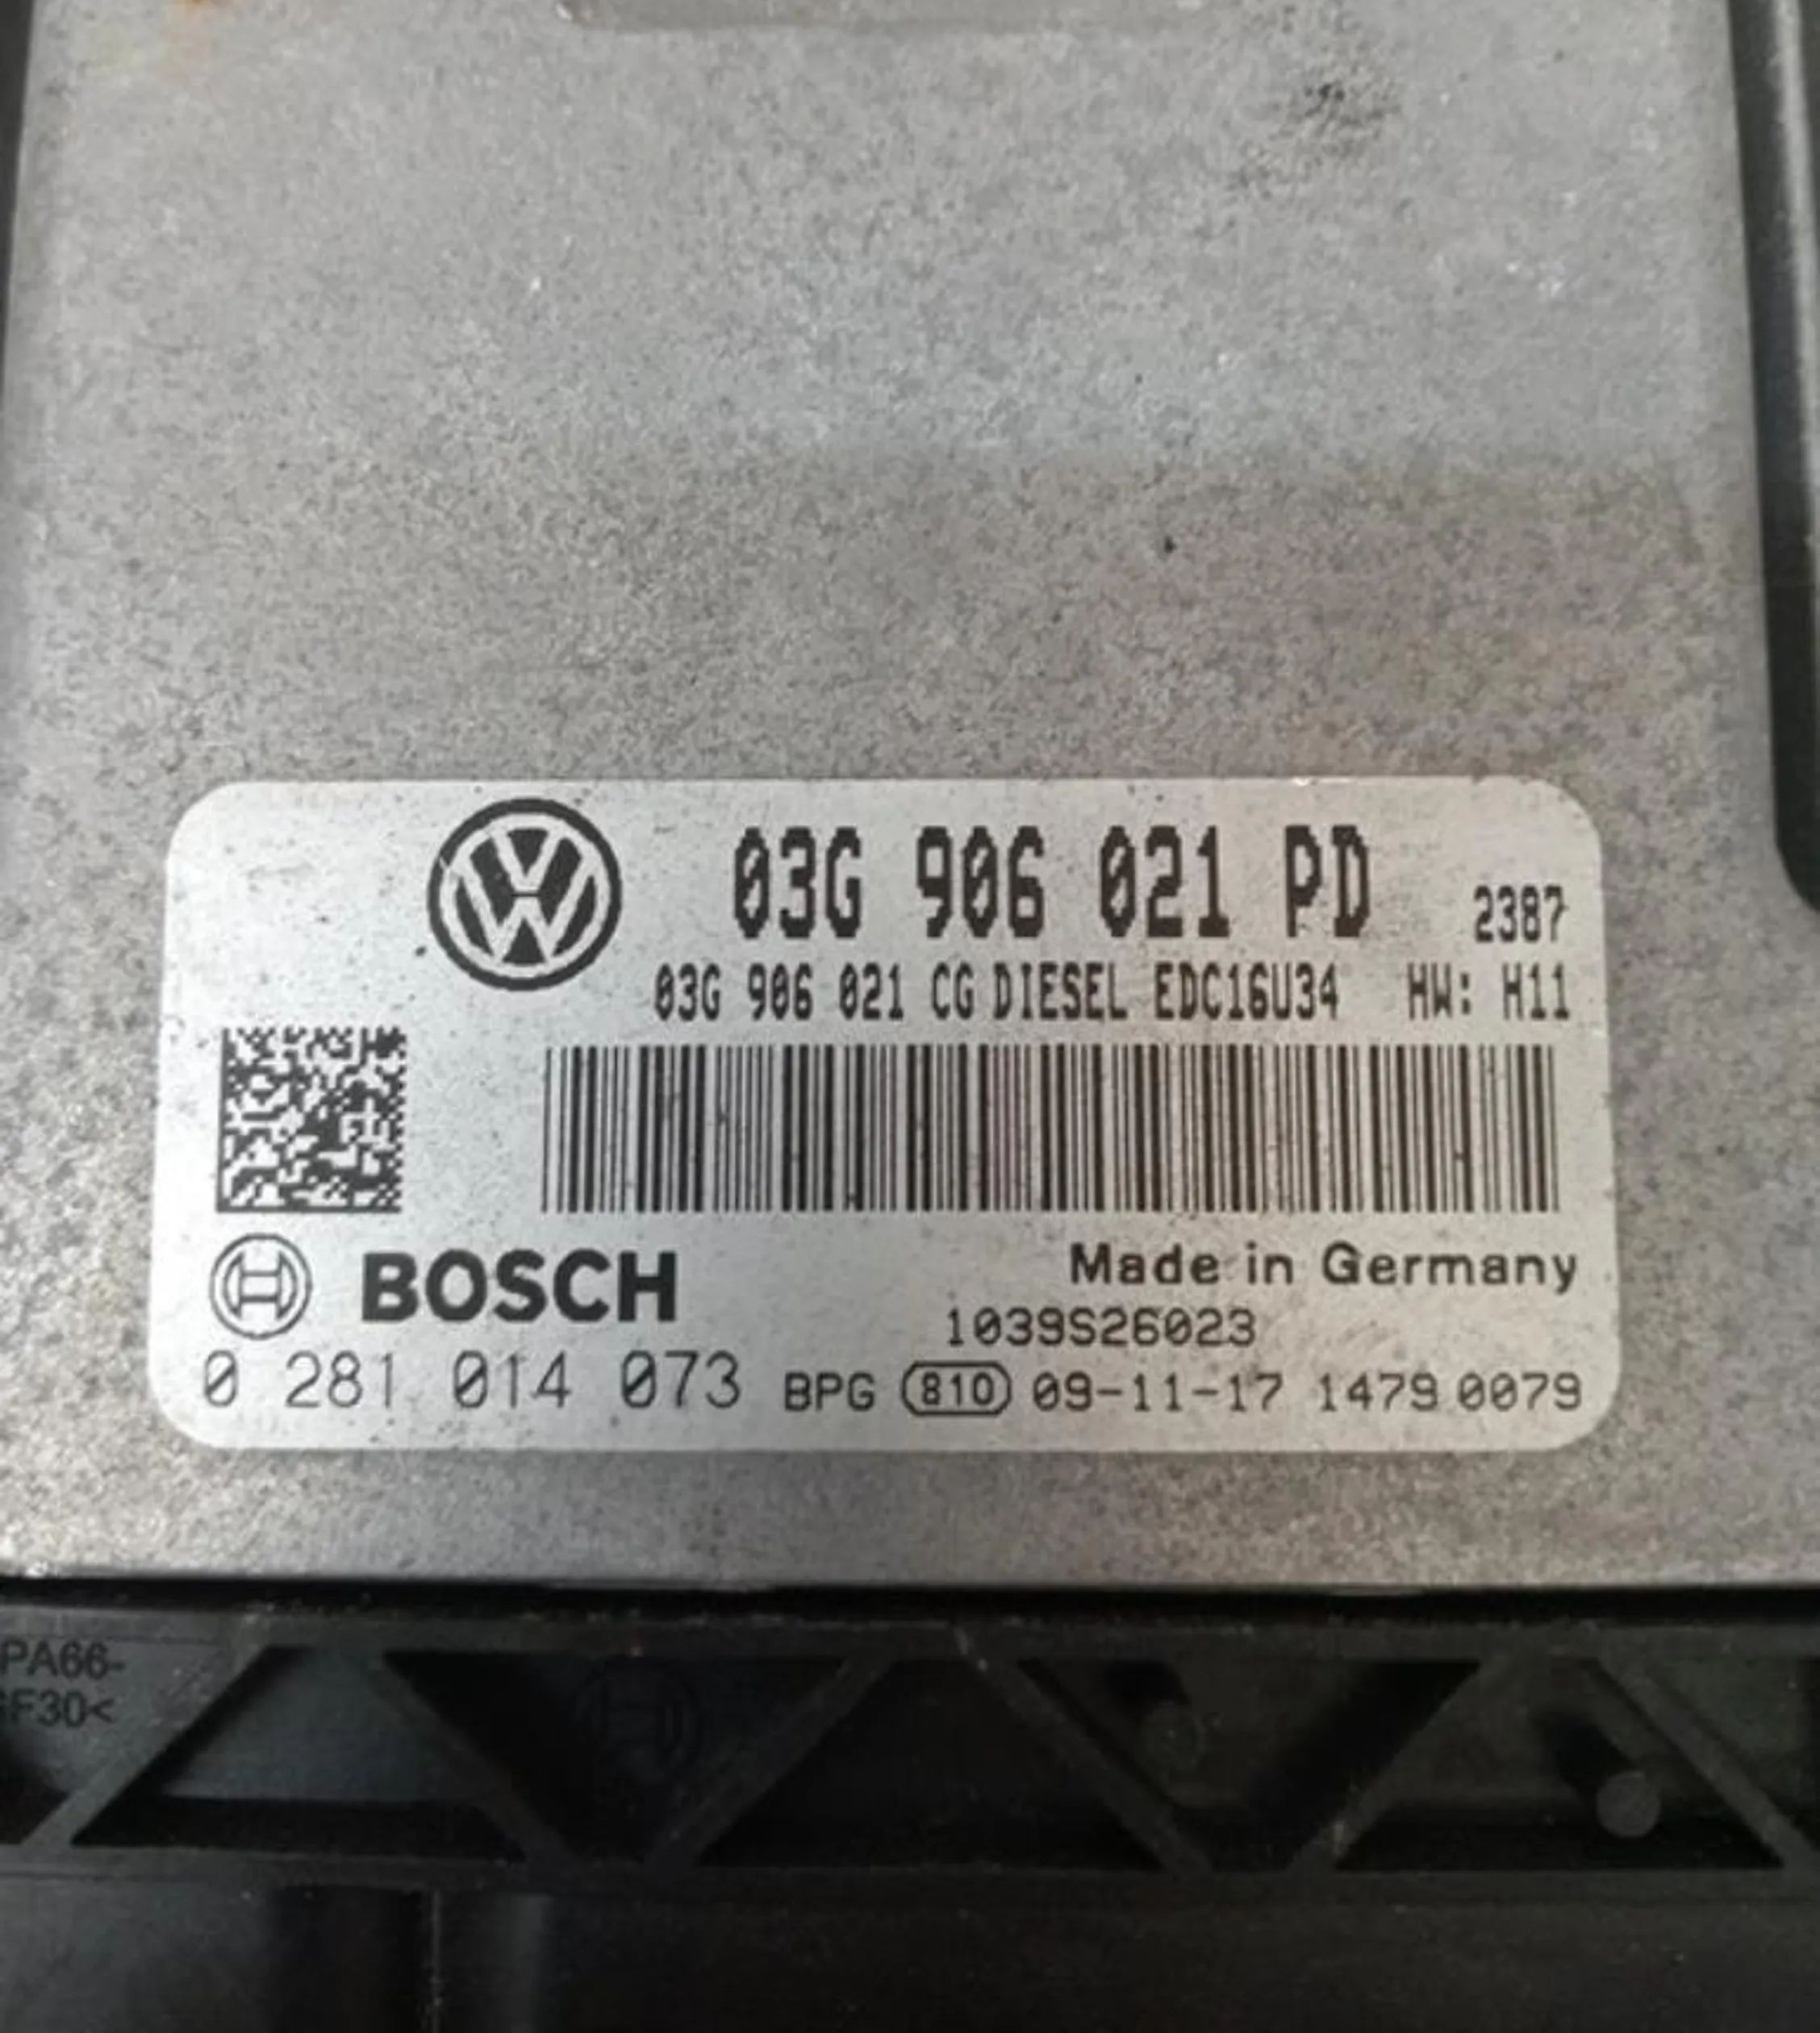 03G 906 021 PD 2387
03G 906 021 CG DIESEL EDC16U34 HW: H11
BOSCH
Made in Germany
1039S26023
0 281 014 073 BPG 810 09-11-17 1479 0079
PA66-
F30<